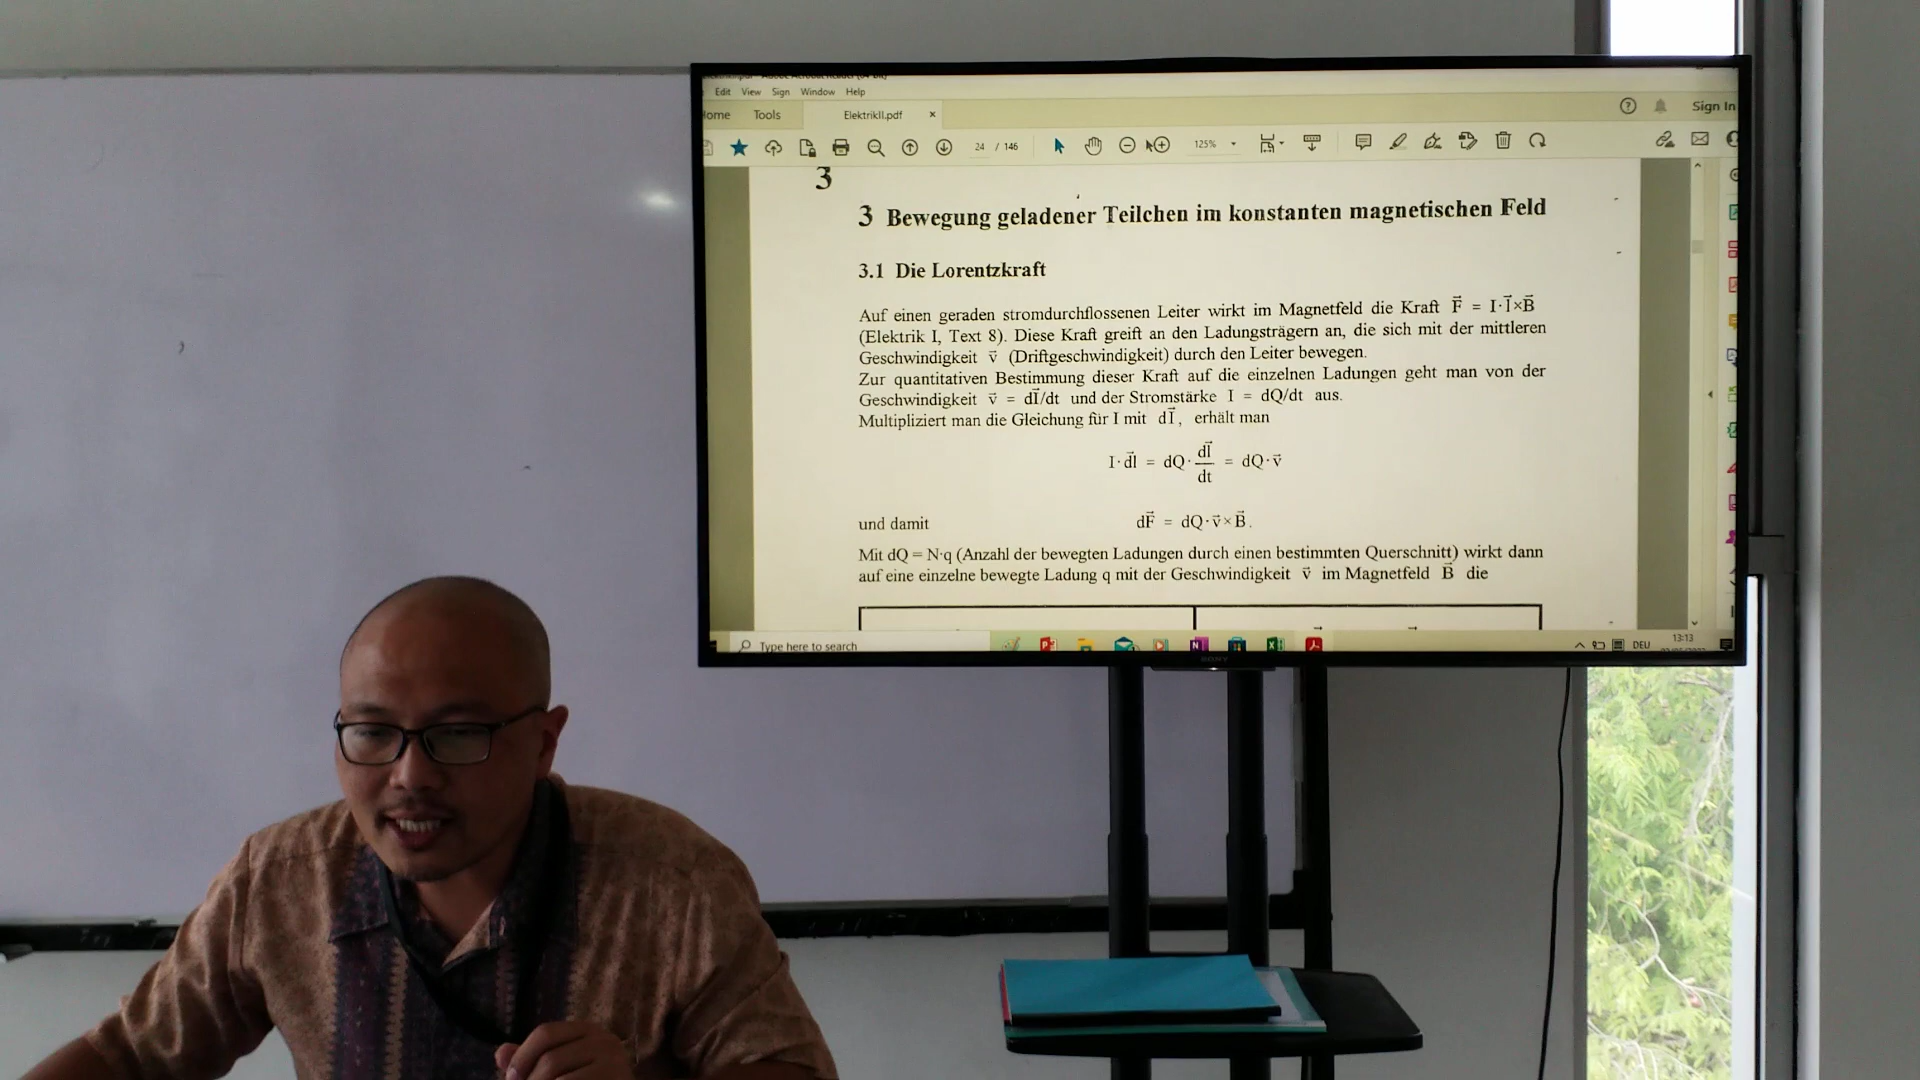 Edit View Sign Window Help
Home Tools ElektrikII.pdf ×
Sign In
24 / 146 125%
3
3 Bewegung geladener Teilchen im konstanten magnetischen Feld
3.1 Die Lorentzkraft
Auf einen geraden stromdurchflossenen Leiter wirkt im Magnetfeld die Kraft F⃗ = I·l⃗×B⃗
(Elektrik I, Text 8). Diese Kraft greift an den Ladungsträgern an, die sich mit der mittleren
Geschwindigkeit v⃗ (Driftgeschwindigkeit) durch den Leiter bewegen.
Zur quantitativen Bestimmung dieser Kraft auf die einzelnen Ladungen geht man von der
Geschwindigkeit v⃗ = dl⃗/dt und der Stromstärke I = dQ/dt aus.
Multipliziert man die Gleichung für I mit dl⃗, erhält man
I·dl⃗ = dQ·dl⃗/dt = dQ·v⃗
und damit dF⃗ = dQ·v⃗×B⃗.
Mit dQ = N·q (Anzahl der bewegten Ladungen durch einen bestimmten Querschnitt) wirkt dann
auf eine einzelne bewegte Ladung q mit der Geschwindigkeit v⃗ im Magnetfeld B⃗ die
Type here to search
DEU 13:13
SONY